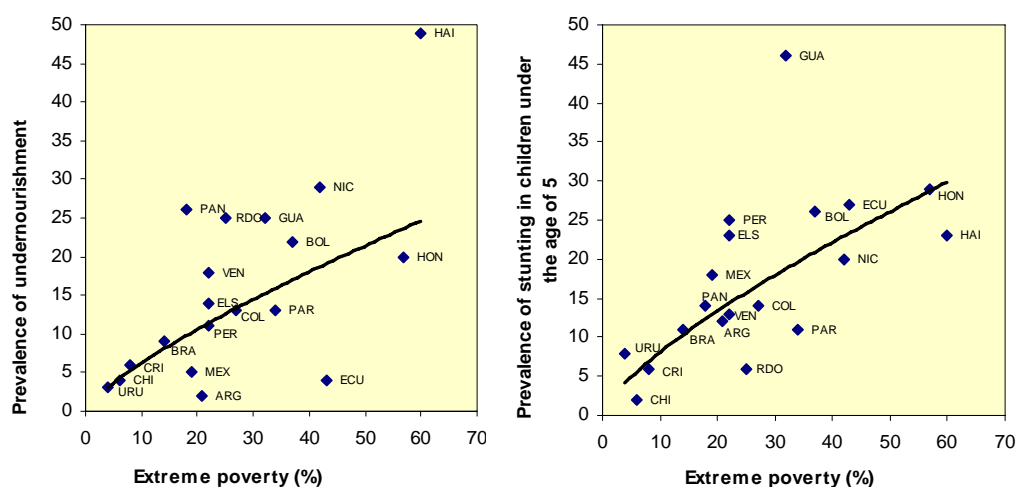 Prevalence of undernourishment
50
45
40
35
30
25
20
15
10
5
0
HAI
NIC
PAN
RDO
GUA
BOL
HON
VEN
ELS
COL
PAR
PER
BRA
CRI
MEX
CHI
ECU
URU
ARG
0 10 20 30 40 50 60 70
Extreme poverty (%)
Prevalence of stunting in children under
the age of 5
50
45
40
35
30
25
20
15
10
5
0
GUA
HON
ECU
BOL
PER
ELS
HAI
NIC
MEX
PAN
COL
VEN
ARG
BRA
PAR
URU
CRI
RDO
CHI
0 10 20 30 40 50 60 70
Extreme poverty (%)